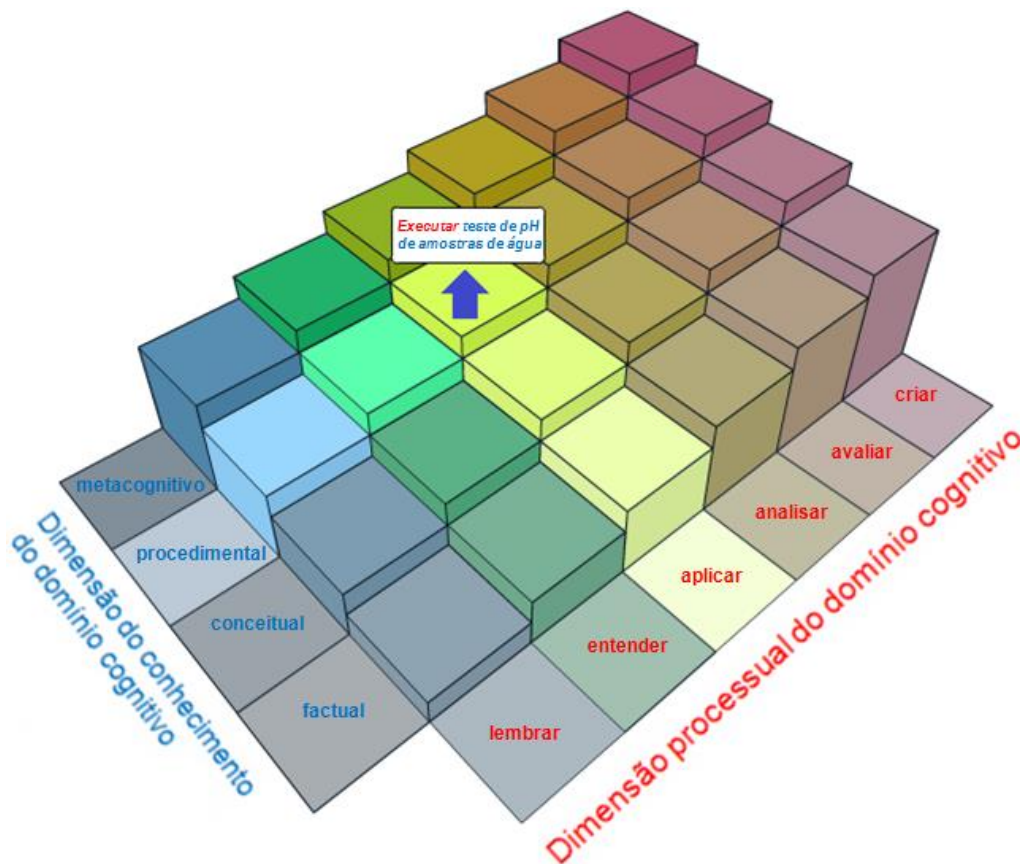 Executar teste de pH
de amostras de água
metacognitivo
procedimental
conceitual
factual
Dimensão do conhecimento
do domínio cognitivo
criar
avaliar
analisar
aplicar
entender
lembrar
Dimensão processual do domínio cognitivo